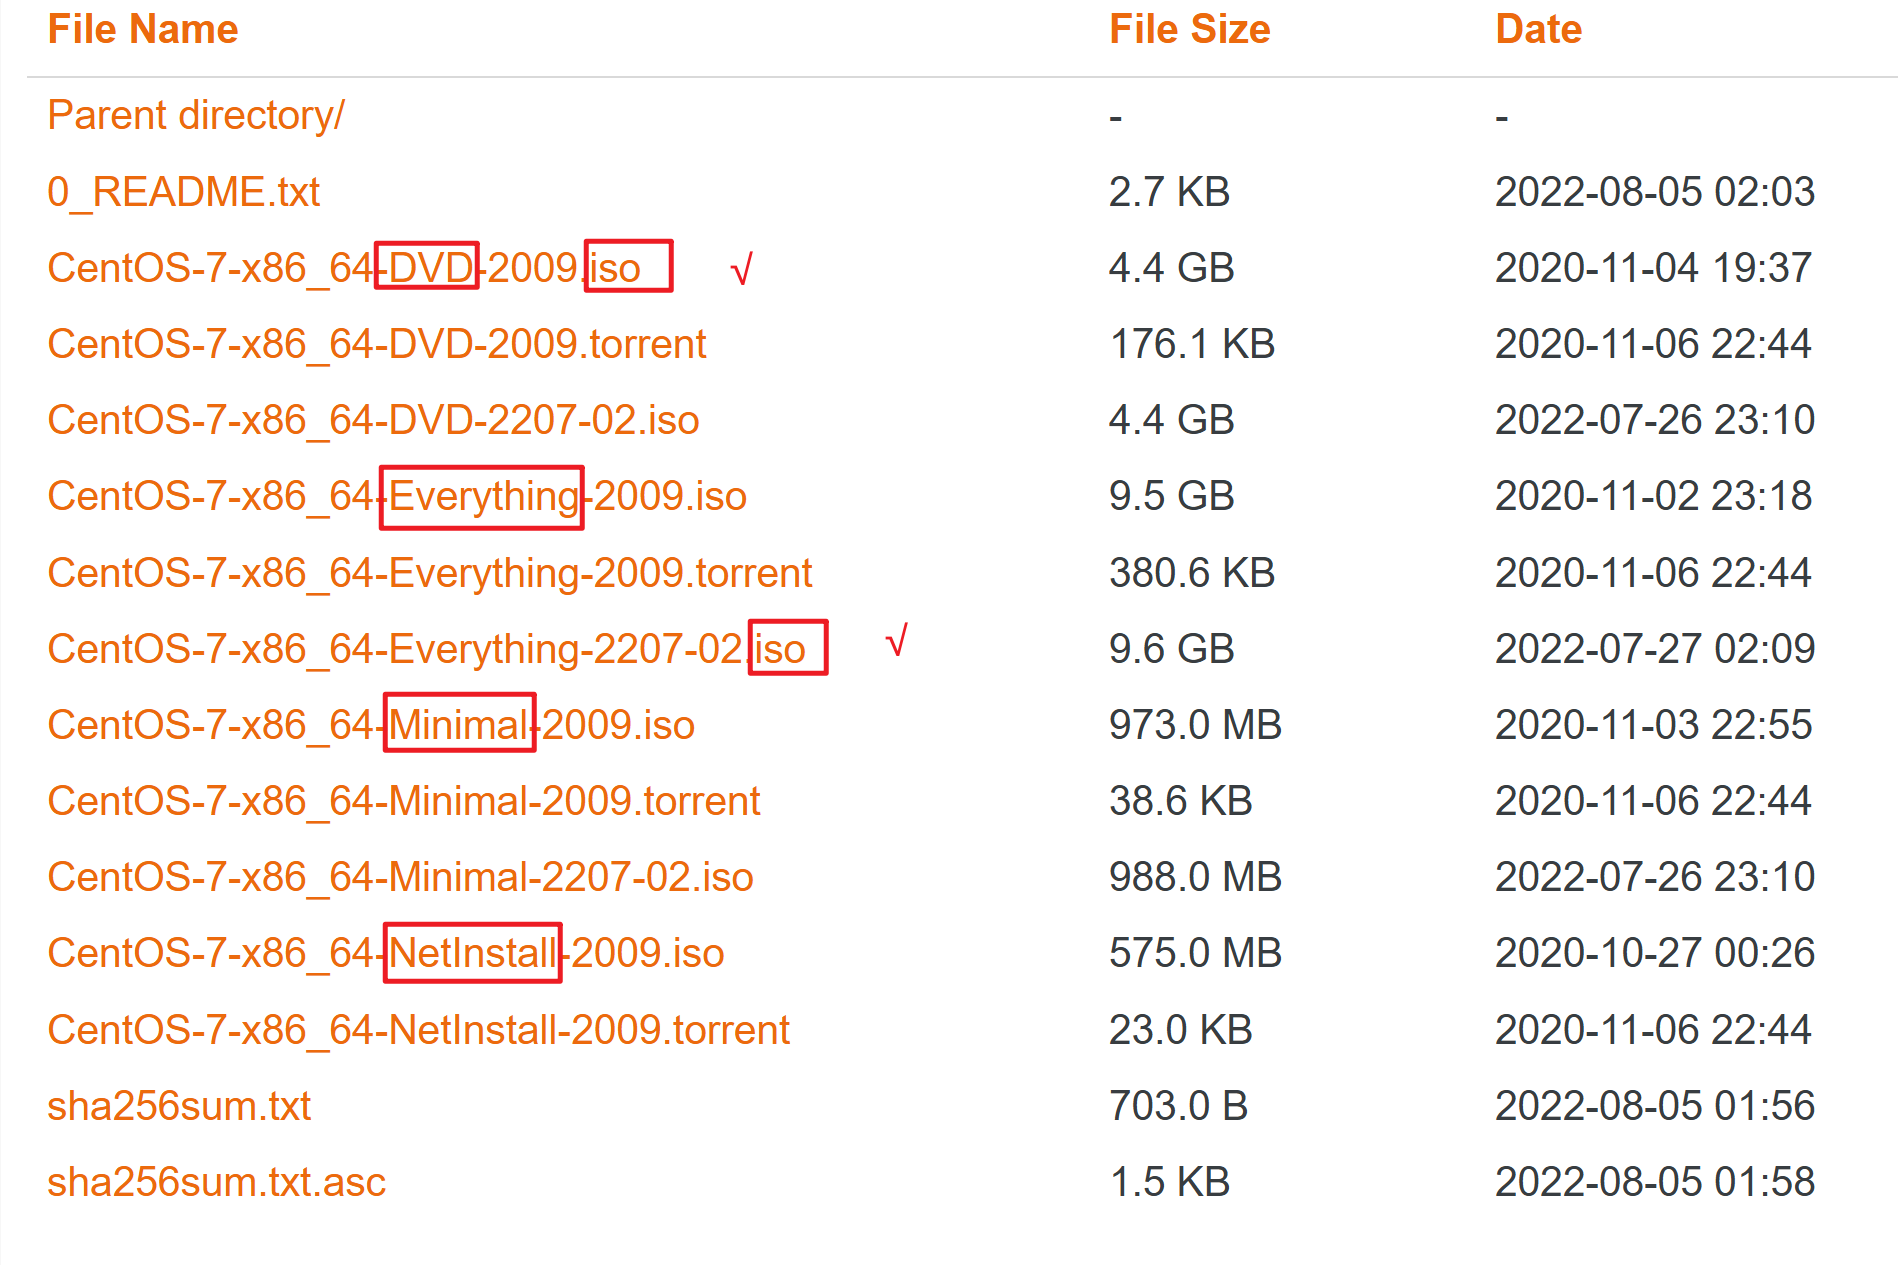 File Name File Size Date
Parent directory/ - -
0_README.txt 2.7 KB 2022-08-05 02:03
CentOS-7-x86_64-DVD-2009.iso √ 4.4 GB 2020-11-04 19:37
CentOS-7-x86_64-DVD-2009.torrent 176.1 KB 2020-11-06 22:44
CentOS-7-x86_64-DVD-2207-02.iso 4.4 GB 2022-07-26 23:10
CentOS-7-x86_64-Everything-2009.iso 9.5 GB 2020-11-02 23:18
CentOS-7-x86_64-Everything-2009.torrent 380.6 KB 2020-11-06 22:44
CentOS-7-x86_64-Everything-2207-02.iso √ 9.6 GB 2022-07-27 02:09
CentOS-7-x86_64-Minimal-2009.iso 973.0 MB 2020-11-03 22:55
CentOS-7-x86_64-Minimal-2009.torrent 38.6 KB 2020-11-06 22:44
CentOS-7-x86_64-Minimal-2207-02.iso 988.0 MB 2022-07-26 23:10
CentOS-7-x86_64-NetInstall-2009.iso 575.0 MB 2020-10-27 00:26
CentOS-7-x86_64-NetInstall-2009.torrent 23.0 KB 2020-11-06 22:44
sha256sum.txt 703.0 B 2022-08-05 01:56
sha256sum.txt.asc 1.5 KB 2022-08-05 01:58